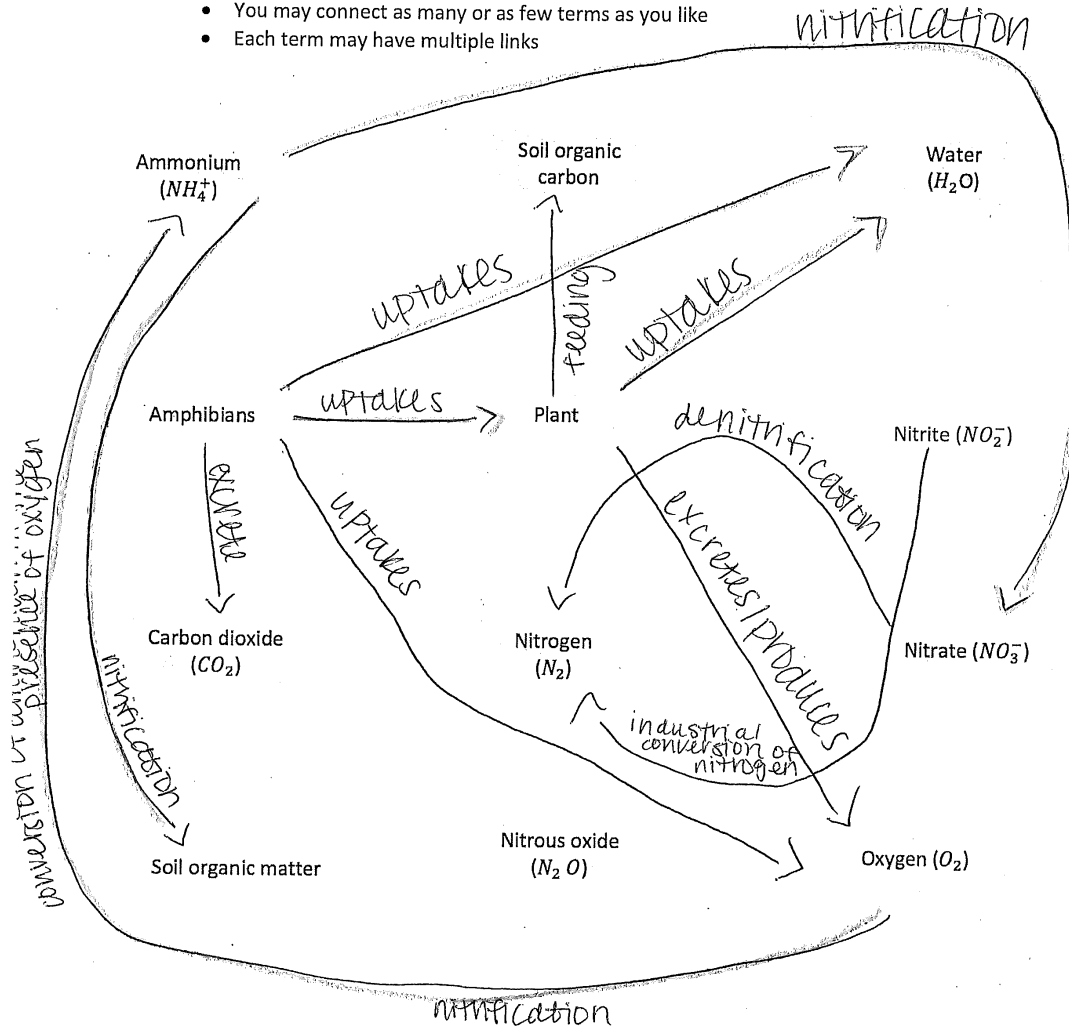 • You may connect as many or as few terms as you like
• Each term may have multiple links
nitrification
Ammonium
(NH₄⁺)
Soil organic
carbon
Water
(H₂O)
uptakes
feeding
uptakes
Amphibians
uptakes
Plant
denitrification
Nitrite (NO₂⁻)
excrete
uptakes
excretes/produces
conversion
presence of oxygen
Carbon dioxide
(CO₂)
Nitrogen
(N₂)
Nitrate (NO₃⁻)
nitrification
industrial
conversion of
nitrogen
Soil organic matter
Nitrous oxide
(N₂ O)
Oxygen (O₂)
nitrification